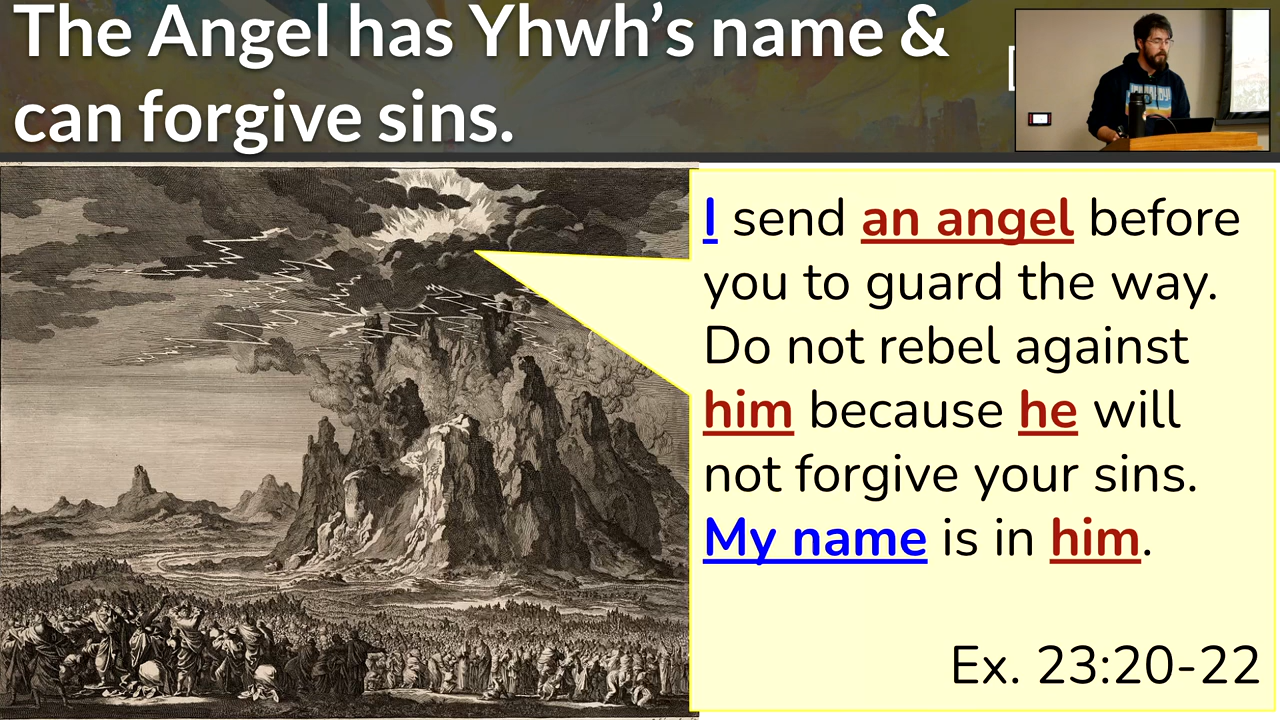 The Angel has Yhwh’s name &
can forgive sins.
I send an angel before
you to guard the way.
Do not rebel against
him because he will
not forgive your sins.
My name is in him.
Ex. 23:20-22